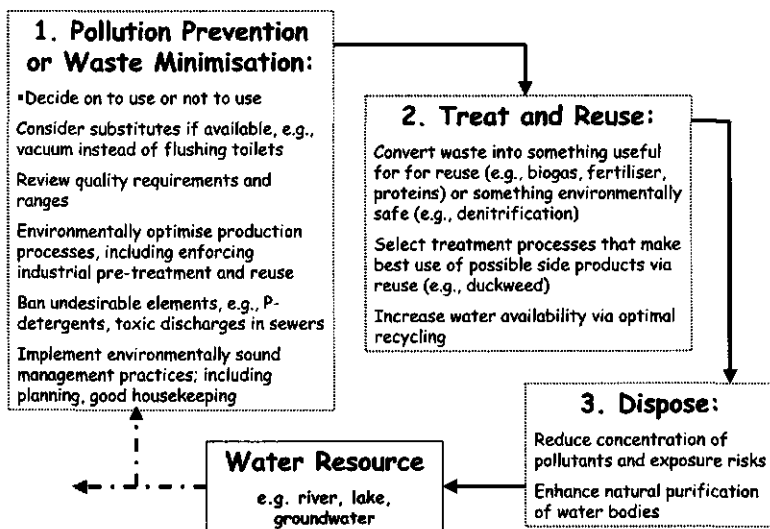 1. Pollution Prevention
or Waste Minimisation:
▪Decide on to use or not to use
Consider substitutes if available, e.g.,
vacuum instead of flushing toilets
Review quality requirements and
ranges
Environmentally optimise production
processes, including enforcing
industrial pre-treatment and reuse
Ban undesirable elements, e.g., P-
detergents, toxic discharges in sewers
Implement environmentally sound
management practices; including
planning, good housekeeping
2. Treat and Reuse:
Convert waste into something useful
for for reuse (e.g., biogas, fertiliser,
proteins) or something environmentally
safe (e.g., denitrification)
Select treatment processes that make
best use of possible side products via
reuse (e.g., duckweed)
Increase water availability via optimal
recycling
3. Dispose:
Reduce concentration of
pollutants and exposure risks
Enhance natural purification
of water bodies
Water Resource
e.g. river, lake,
groundwater